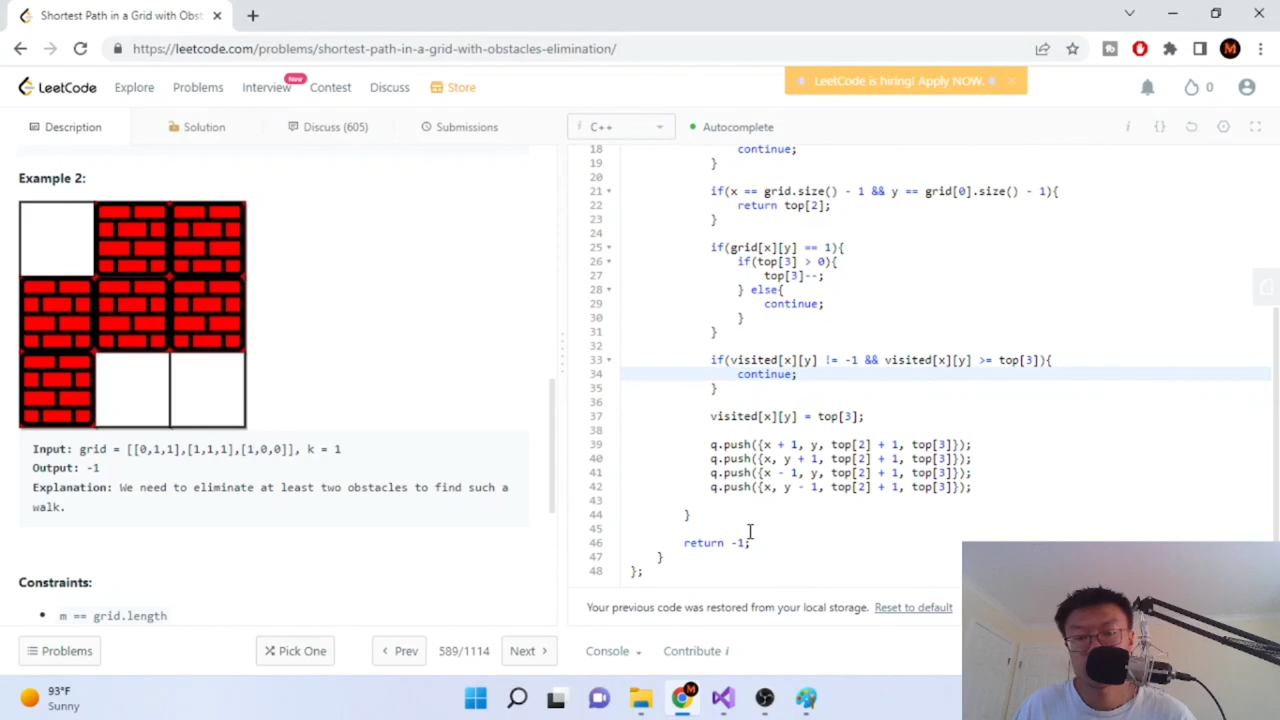 Shortest Path in a Grid with Obst
https://leetcode.com/problems/shortest-path-in-a-grid-with-obstacles-elimination/
M
LeetCode
Explore
Problems
Interview
New
Contest
Discuss
Store
LeetCode is hiring! Apply NOW.
0
Description
Solution
Discuss (605)
Submissions
i C++
Autocomplete
i {}
Example 2:
Input: grid = [[0,1,1],[1,1,1],[1,0,0]], k = 1
Output: -1
Explanation: We need to eliminate at least two obstacles to find such a
walk.
Constraints:
m == grid.length
18 continue;
19 }
20
21 if(x == grid.size() - 1 && y == grid[0].size() - 1){
22 return top[2];
23 }
24
25 if(grid[x][y] == 1){
26 if(top[3] > 0){
27 top[3]--;
28 } else{
29 continue;
30 }
31 }
32
33 if(visited[x][y] != -1 && visited[x][y] >= top[3]){
34 continue;
35 }
36
37 visited[x][y] = top[3];
38
39 q.push({x + 1, y, top[2] + 1, top[3]});
40 q.push({x, y + 1, top[2] + 1, top[3]});
41 q.push({x - 1, y, top[2] + 1, top[3]});
42 q.push({x, y - 1, top[2] + 1, top[3]});
43
44 }
45
46 return -1;
47 }
48 };
Your previous code was restored from your local storage. Reset to default
Problems
Pick One
Prev
589/1114
Next
Console
Contribute i
93°F
Sunny
M